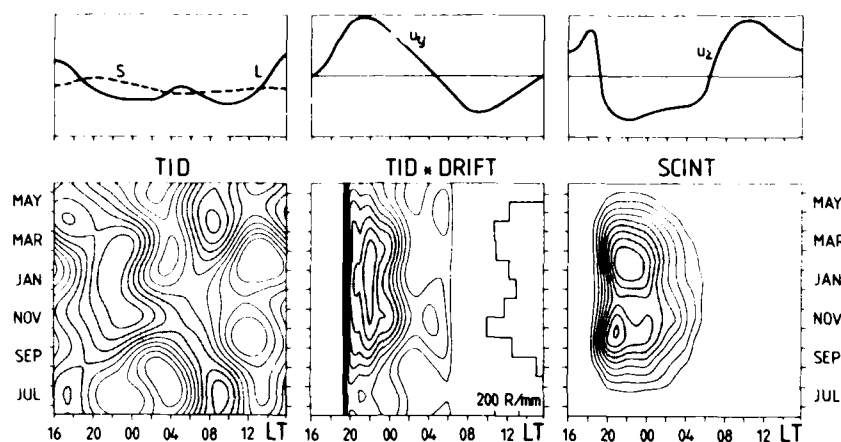 S L
u_y
u_z
TID TID * DRIFT SCINT
MAY MAY
MAR MAR
JAN JAN
NOV NOV
SEP SEP
JUL JUL
200 R/mm
16 20 00 04 08 12 LT 16 20 00 04 08 12 LT 16 20 00 04 08 12 LT